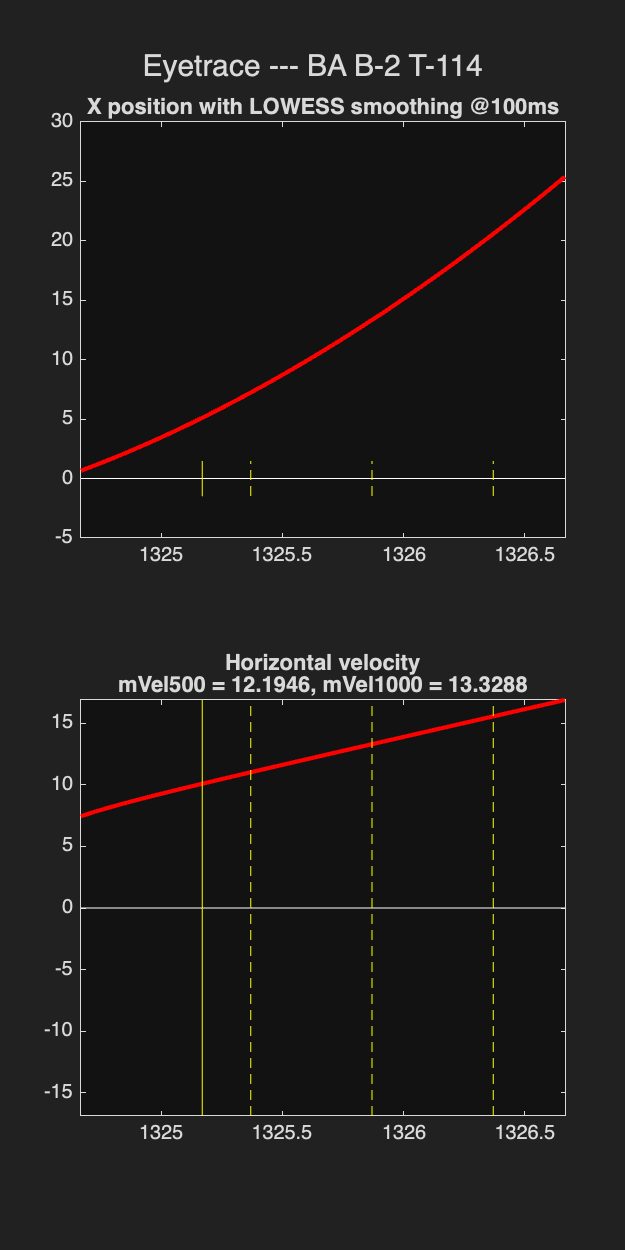 Eyetrace --- BA B-2 T-114
X position with LOWESS smoothing @100ms
30
25
20
15
10
5
0
-5
1325 1325.5 1326 1326.5
Horizontal velocity
mVel500 = 12.1946, mVel1000 = 13.3288
15
10
5
0
-5
-10
-15
1325 1325.5 1326 1326.5